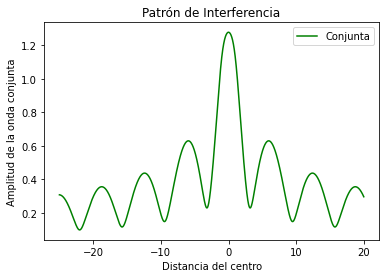 Patrón de Interferencia
Conjunta
Amplitud de la onda conjunta
1.2
1.0
0.8
0.6
0.4
0.2
−20
−10
0
10
20
Distancia del centro